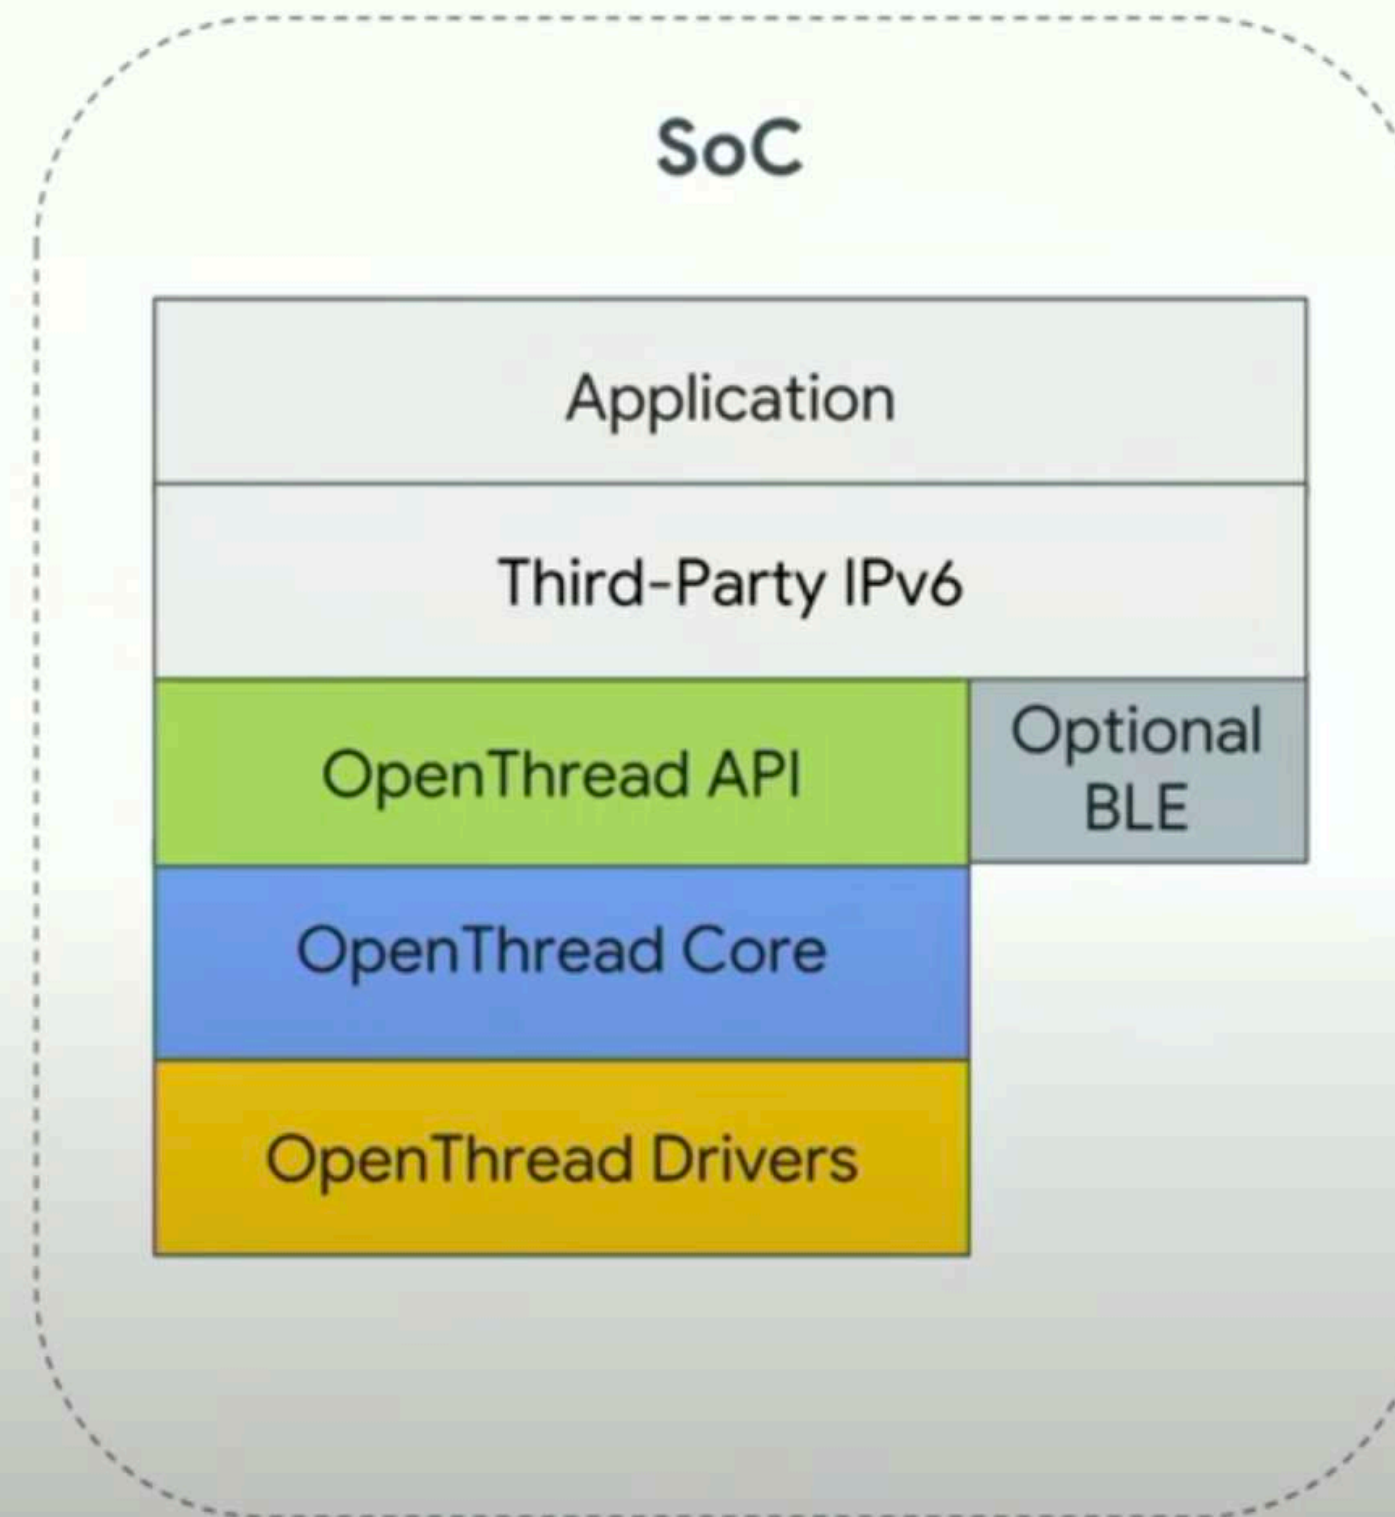 SoC
Application
Third-Party IPv6
OpenThread API
Optional
BLE
OpenThread Core
OpenThread Drivers